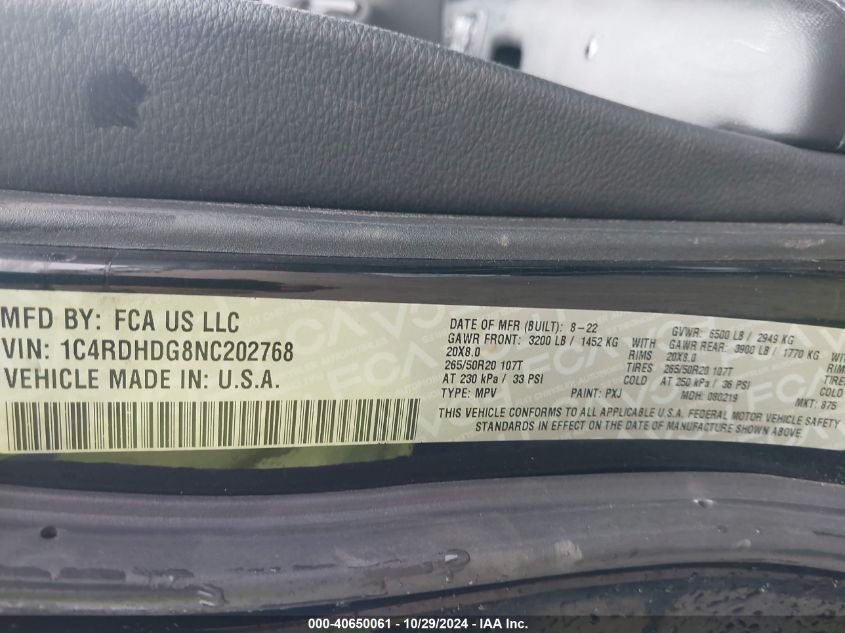 MFD BY: FCA US LLC
VIN: 1C4RDHDG8NC202768
VEHICLE MADE IN: U.S.A.
DATE OF MFR (BUILT): 8-22 GVWR: 6500 LB / 2949 KG
GAWR FRONT: 3200 LB / 1452 KG WITH GAWR REAR: 3900 LB / 1770 KG WITH
20X8.0 RIMS 20X8.0 RIM
265/50R20 107T TIRES 265/50R20 107T TIRE
AT 230 kPa / 33 PSI COLD AT 250 kPa / 36 PSI COLD
TYPE: MPV PAINT: PXJ MDH: 080219 MKT: 875
THIS VEHICLE CONFORMS TO ALL APPLICABLE U.S.A. FEDERAL MOTOR VEHICLE SAFETY
STANDARDS IN EFFECT ON THE DATE OF MANUFACTURE SHOWN ABOVE.
000-40650061 - 10/29/2024 - IAAI - Copyright (c) IAA, Inc.